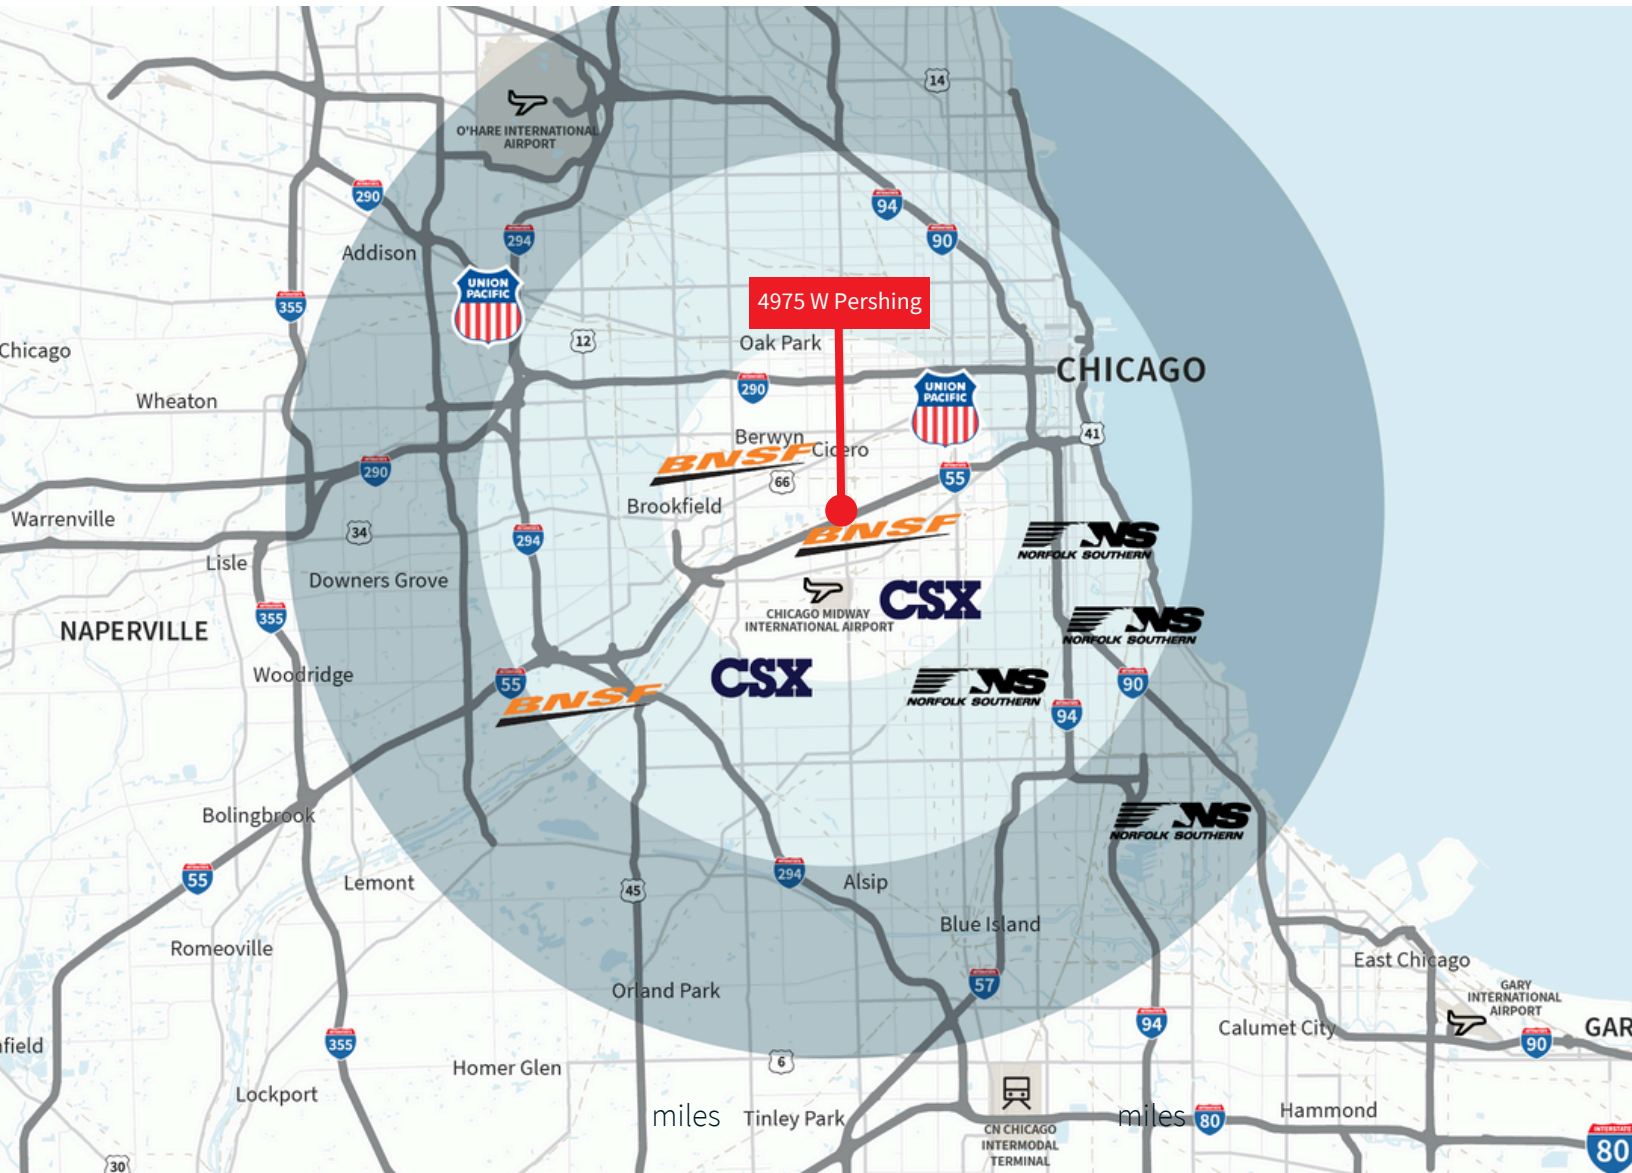 14
O'HARE INTERNATIONAL
AIRPORT
290
94
294
90
Addison
UNION
PACIFIC
4975 W Pershing
355
12
Oak Park
Chicago
CHICAGO
290
UNION
PACIFIC
Wheaton
41
Berwyn
Cicero
BNSF
290
55
66
Brookfield
Warrenville
34
BNSF
294
NS
NORFOLK SOUTHERN
Lisle
Downers Grove
CSX
CHICAGO MIDWAY
INTERNATIONAL AIRPORT
355
NAPERVILLE
NS
NORFOLK SOUTHERN
Woodridge
55
CSX
NS
NORFOLK SOUTHERN
90
BNSF
94
Bolingbrook
NS
NORFOLK SOUTHERN
55
Lemont
294
Alsip
45
Blue Island
Romeoville
East Chicago
57
Orland Park
GARY
INTERNATIONAL
AIRPORT
94
Calumet City
GAR
90
nfield
355
Homer Glen
6
Lockport
miles
Tinley Park
miles
80
Hammond
CN CHICAGO
INTERMODAL
TERMINAL
INTERSTATE
80
30